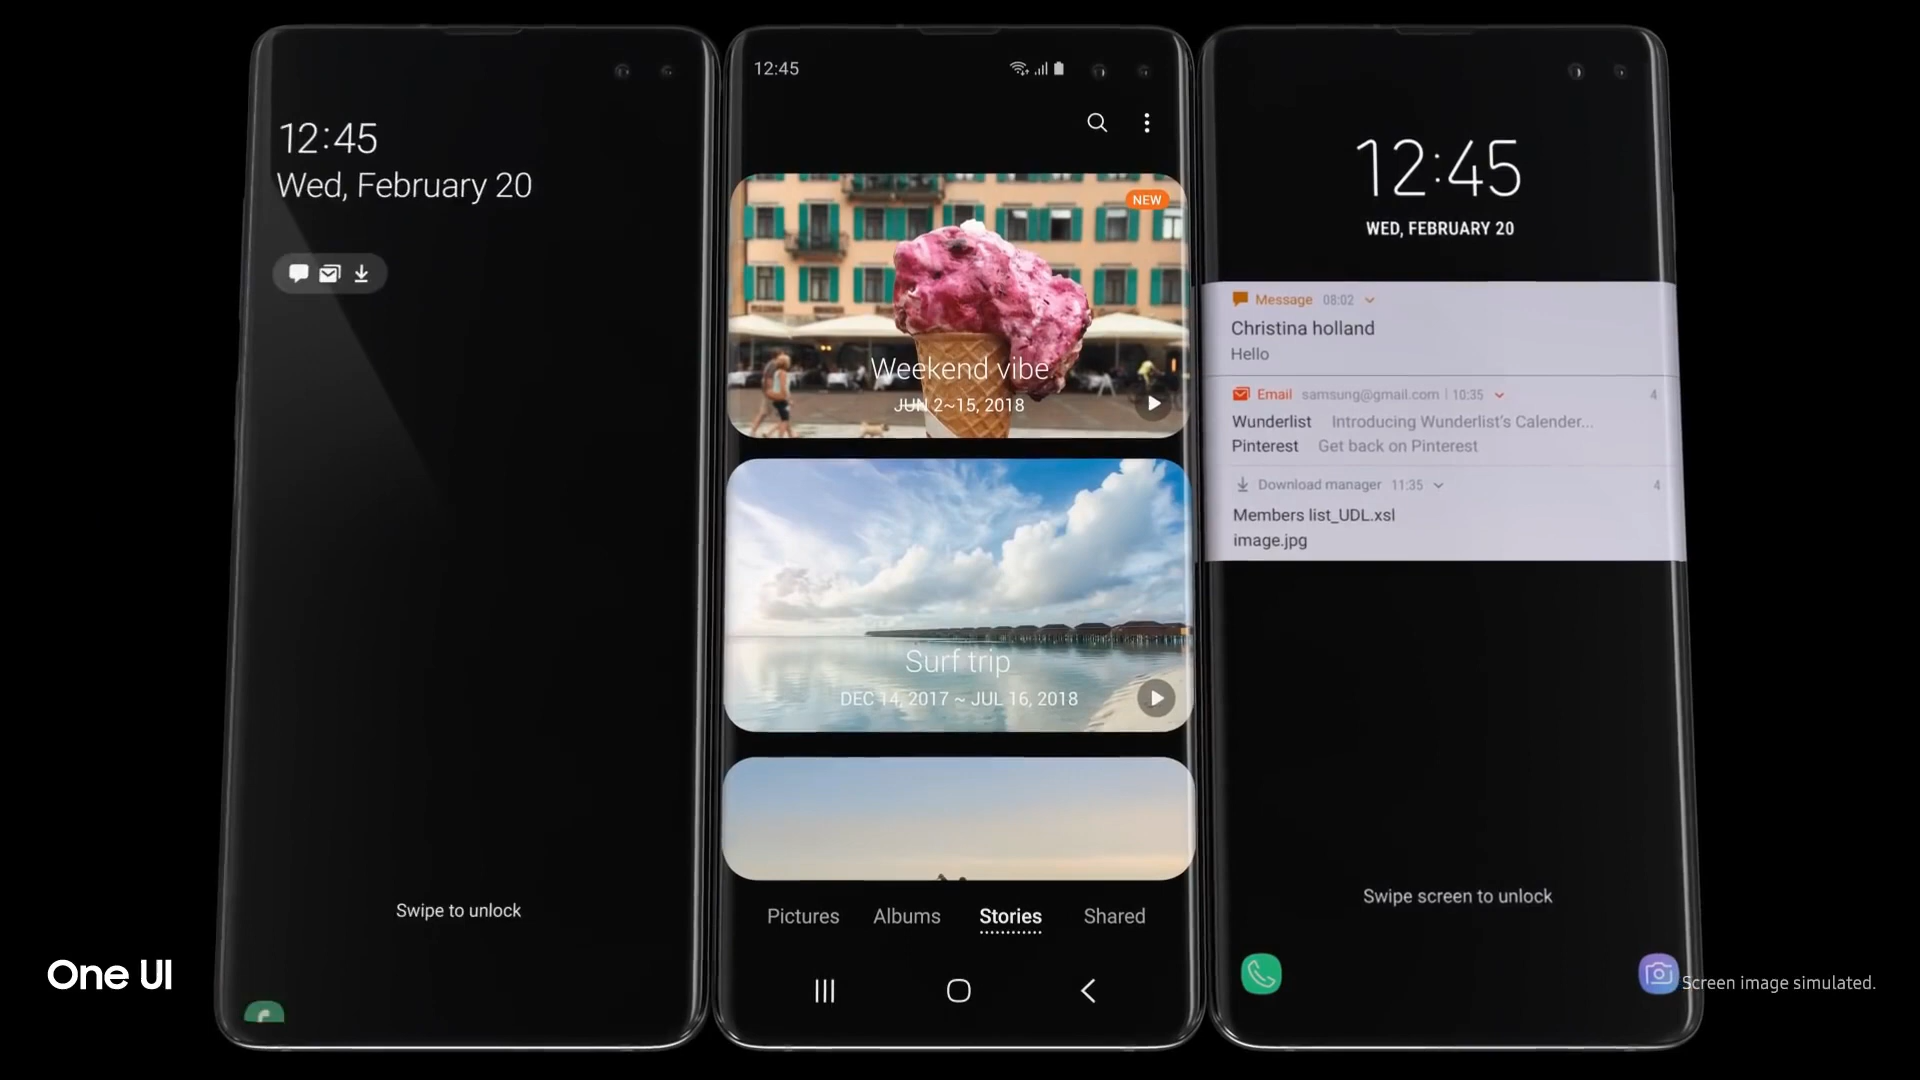 12:45
Wed, February 20
Swipe to unlock
One UI
12:45
NEW
Weekend vibe
JUN 2~15, 2018
Surf trip
DEC 14, 2017 ~ JUL 16, 2018
Pictures Albums Stories Shared
12:45
WED, FEBRUARY 20
Message 08:02
Christina holland
Hello
Email samsung@gmail.com | 10:35 4
Wunderlist Introducing Wunderlist's Calender...
Pinterest Get back on Pinterest
Download manager 11:35 4
Members list_UDL.xsl
image.jpg
Swipe screen to unlock
Screen image simulated.